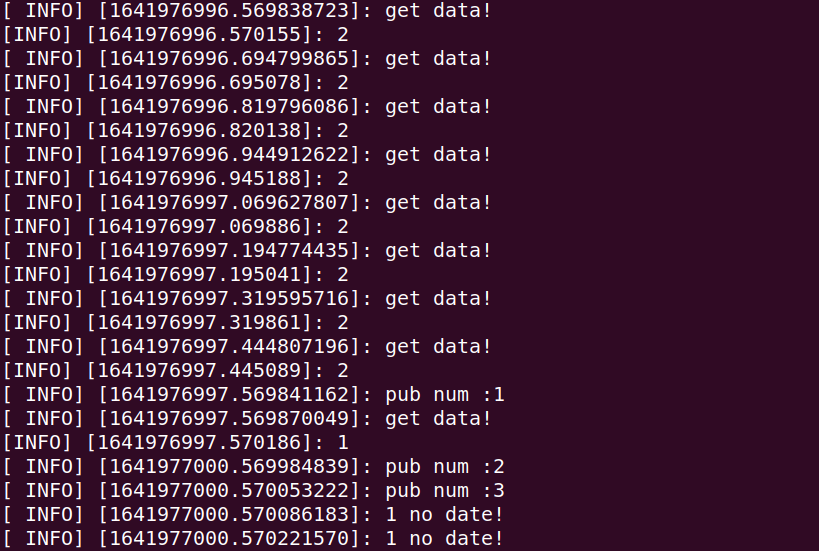 [ INFO] [1641976996.569838723]: get data!
[INFO] [1641976996.570155]: 2
[ INFO] [1641976996.694799865]: get data!
[INFO] [1641976996.695078]: 2
[ INFO] [1641976996.819796086]: get data!
[INFO] [1641976996.820138]: 2
[ INFO] [1641976996.944912622]: get data!
[INFO] [1641976996.945188]: 2
[ INFO] [1641976997.069627807]: get data!
[INFO] [1641976997.069886]: 2
[ INFO] [1641976997.194774435]: get data!
[INFO] [1641976997.195041]: 2
[ INFO] [1641976997.319595716]: get data!
[INFO] [1641976997.319861]: 2
[ INFO] [1641976997.444807196]: get data!
[INFO] [1641976997.445089]: 2
[ INFO] [1641976997.569841162]: pub num :1
[ INFO] [1641976997.569870049]: get data!
[INFO] [1641976997.570186]: 1
[ INFO] [1641977000.569984839]: pub num :2
[ INFO] [1641977000.570053222]: pub num :3
[ INFO] [1641977000.570086183]: 1 no date!
[ INFO] [1641977000.570221570]: 1 no date!